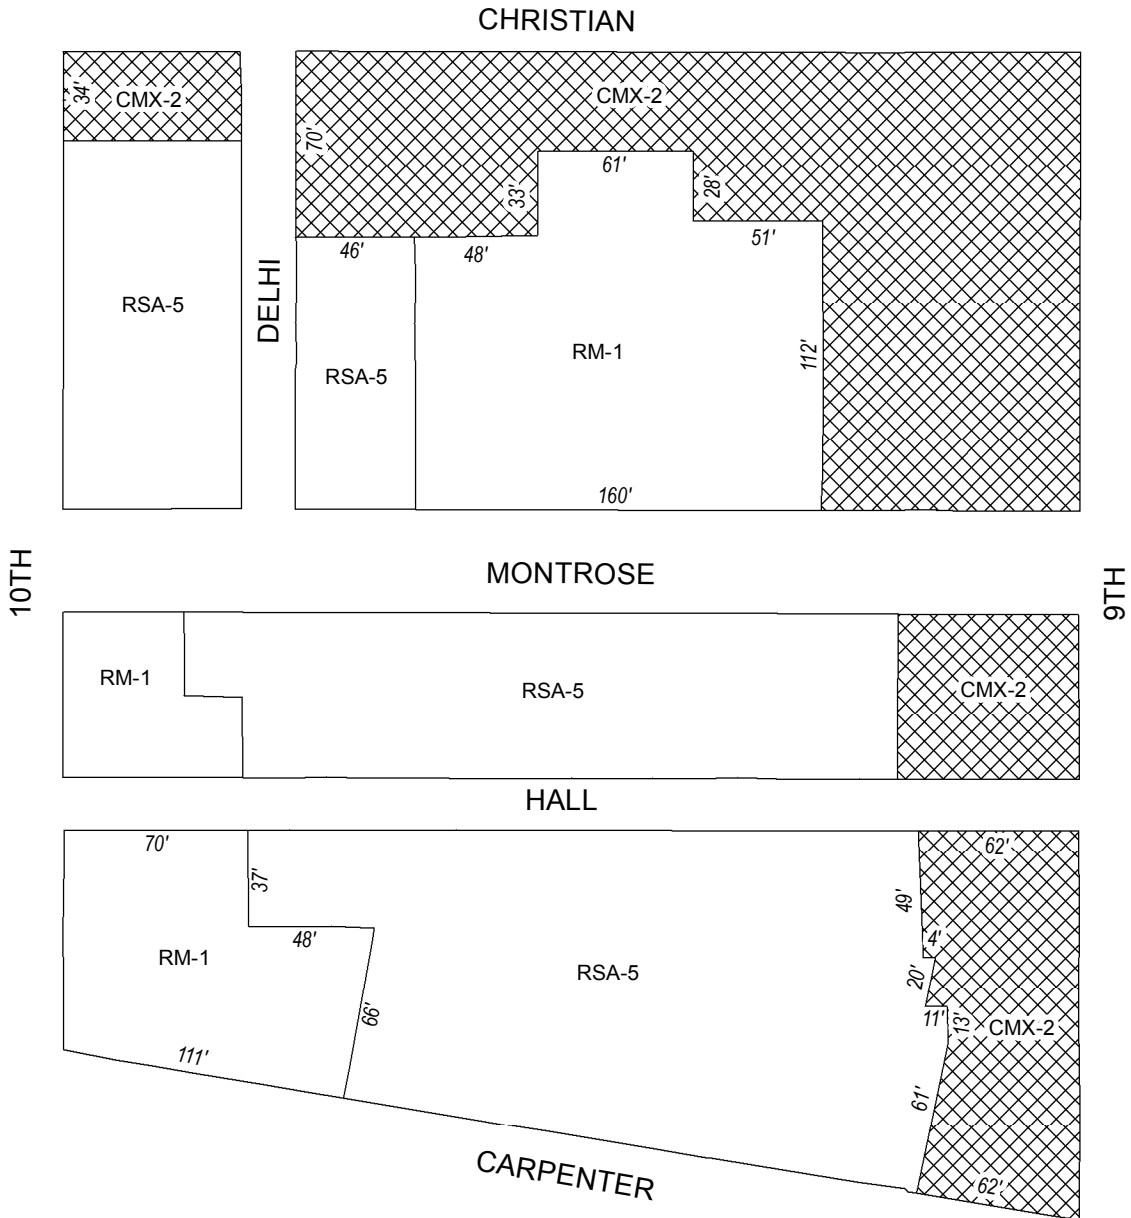 CHRISTIAN
34'
CMX-2
CMX-2
70'
61'
33'
28'
46'
48'
51'
DELHI
RSA-5
RSA-5
RM-1
112'
160'
10TH
MONTROSE
9TH
RM-1
RSA-5
CMX-2
HALL
70'
62'
37'
49'
48'
4'
RM-1
RSA-5
20'
66'
11'
13'
CMX-2
111'
61'
CARPENTER
62'